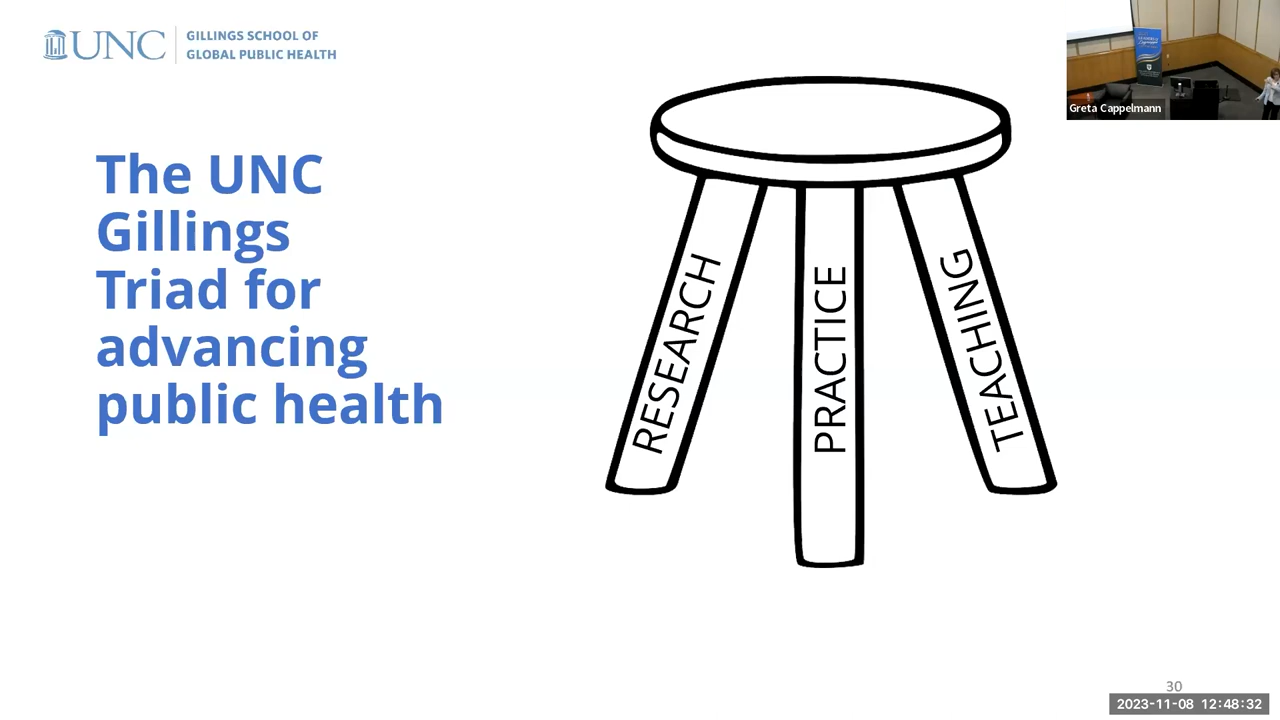 UNC
GILLINGS SCHOOL OF
GLOBAL PUBLIC HEALTH
Greta Cappelmann
The UNC
Gillings
Triad for
advancing
public health
RESEARCH
PRACTICE
TEACHING
30
2023-11-08 12:48:32